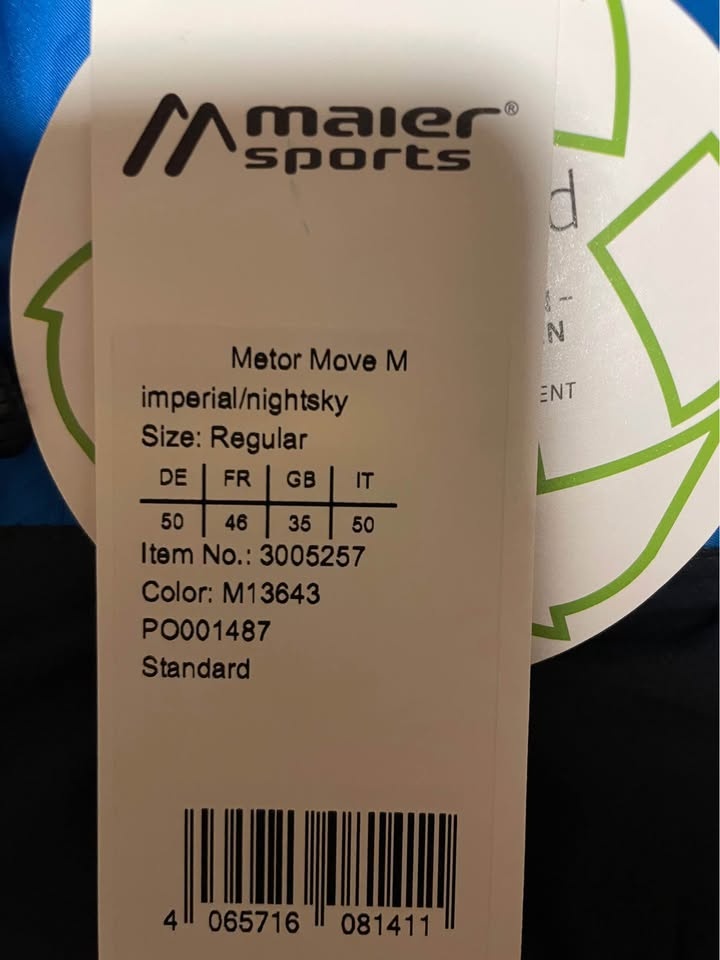 maier®
sports
Metor Move M
imperial/nightsky
Size: Regular
DE FR GB IT
50 46 35 50
Item No.: 3005257
Color: M13643
PO001487
Standard
4 065716 081411